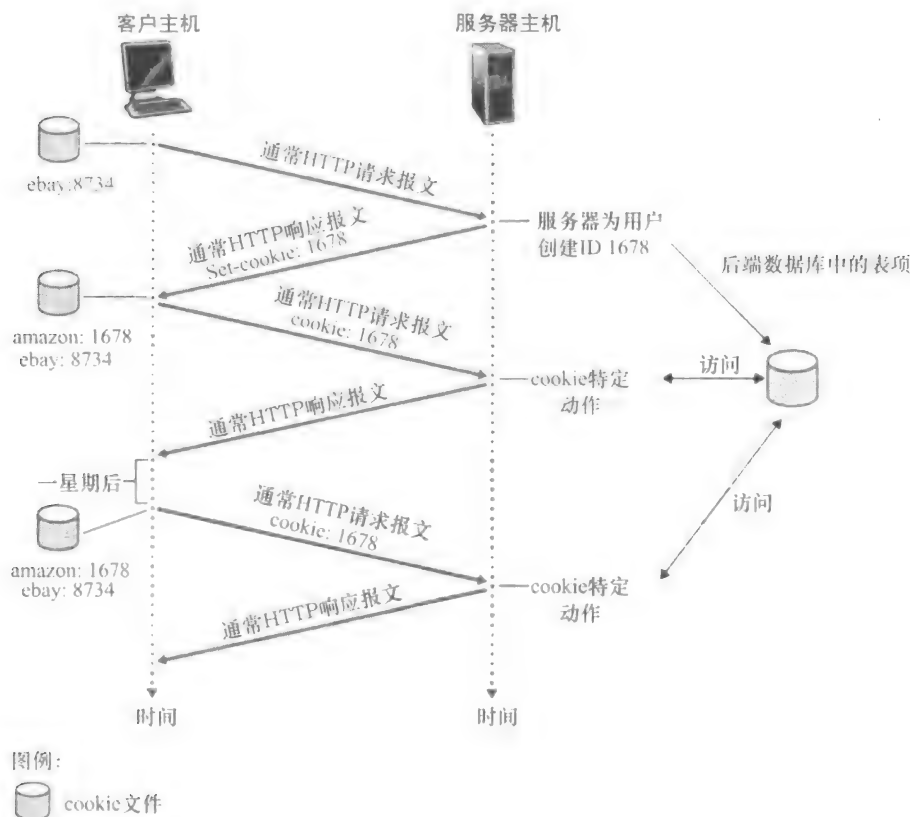 客户主机
服务器主机
ebay:8734
通常HTTP请求报文
服务器为用户
创建ID 1678
后端数据库中的表项
通常HTTP响应报文
Set-cookie: 1678
amazon: 1678
ebay: 8734
通常HTTP请求报文
cookie: 1678
cookie特定
动作
访问
通常HTTP响应报文
一星期后
amazon: 1678
ebay: 8734
通常HTTP请求报文
cookie: 1678
访问
cookie特定
动作
通常HTTP响应报文
时间
时间
图例:
cookie文件